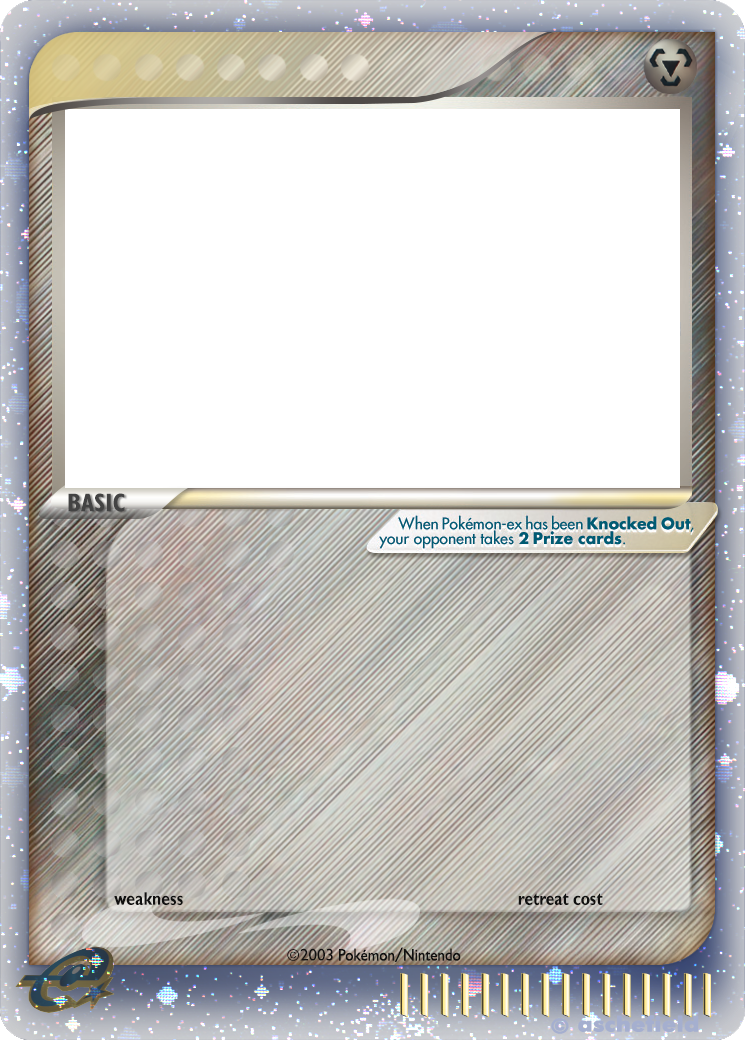 BASIC
When Pokémon-ex has been Knocked Out,
your opponent takes 2 Prize cards.
weakness
retreat cost
©2003 Pokémon/Nintendo
© aschefield